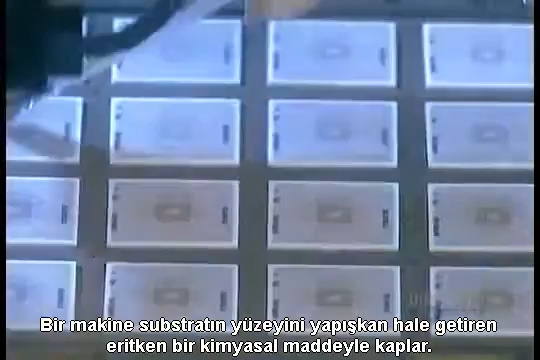 Bir makine substratın yüzeyini yapışkan hale getiren
eritken bir kimyasal maddeyle kaplar.